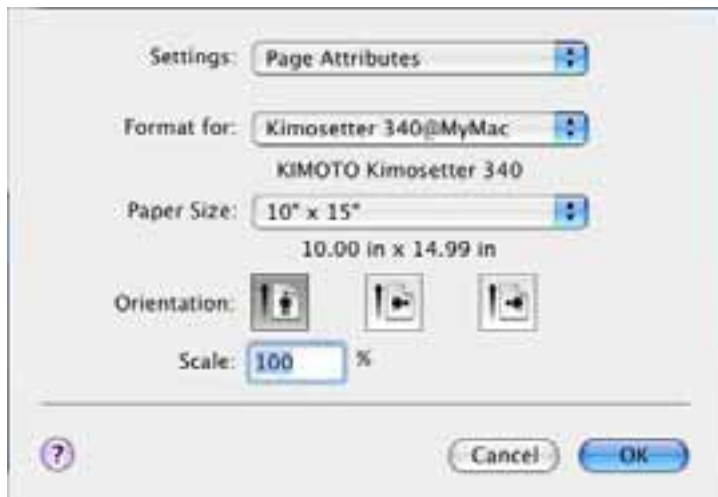 Settings: Page Attributes
Format for: Kimosetter 340@MyMac
KIMOTO Kimosetter 340
Paper Size: 10" x 15"
10.00 in x 14.99 in
Orientation:
Scale: 100 %
? Cancel OK